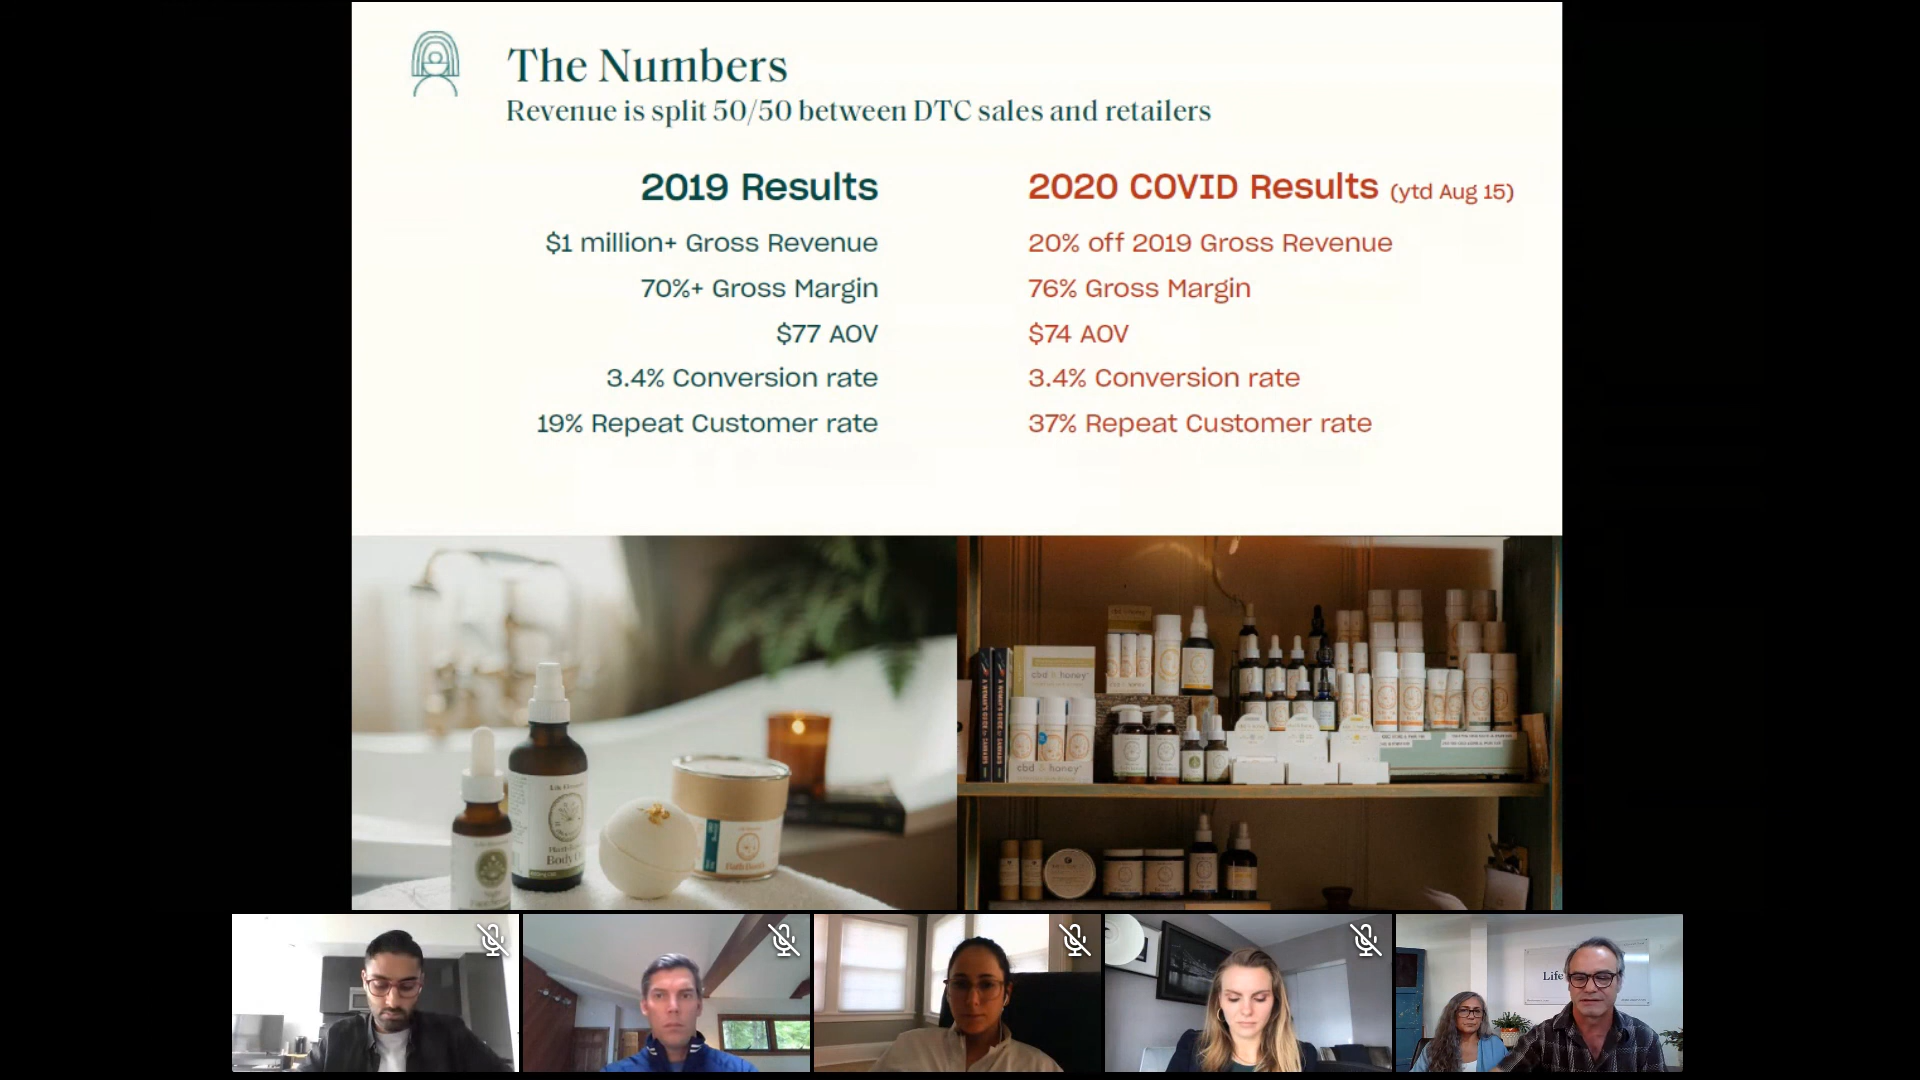 The Numbers
Revenue is split 50/50 between DTC sales and retailers
2019 Results
$1 million+ Gross Revenue
70%+ Gross Margin
$77 AOV
3.4% Conversion rate
19% Repeat Customer rate
2020 COVID Results (ytd Aug 15)
20% off 2019 Gross Revenue
76% Gross Margin
$74 AOV
3.4% Conversion rate
37% Repeat Customer rate
Body
cbd & honey
cbd & honey
Life